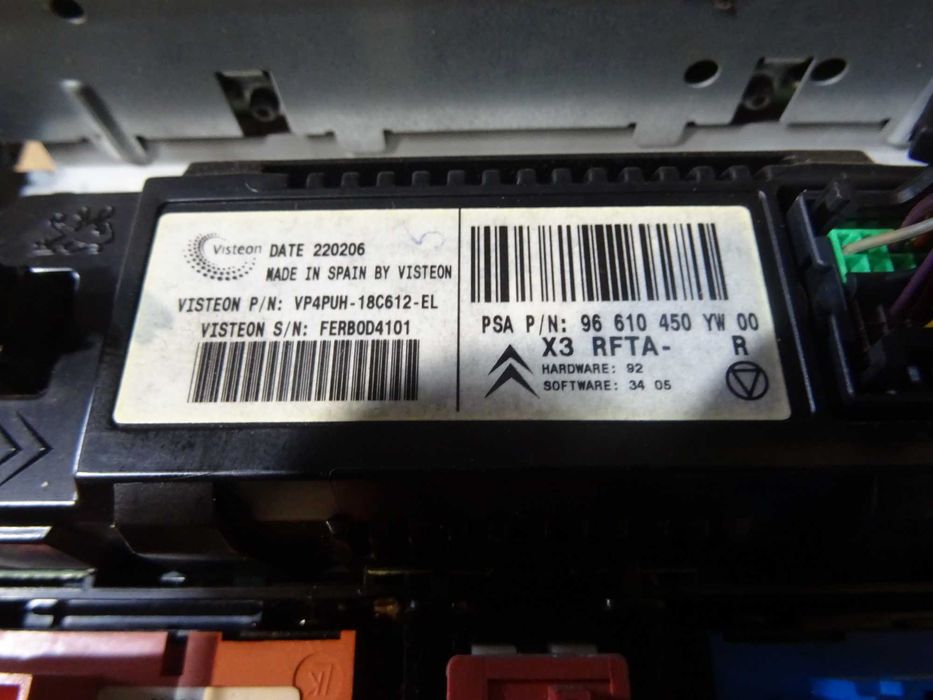 Visteon DATE 220206
MADE IN SPAIN BY VISTEON
VISTEON P/N: VP4PUH-18C612-EL
VISTEON S/N: FERB0D4101
PSA P/N: 96 610 450 YW 00
X3 RFTA- R
HARDWARE: 92
SOFTWARE: 34 05